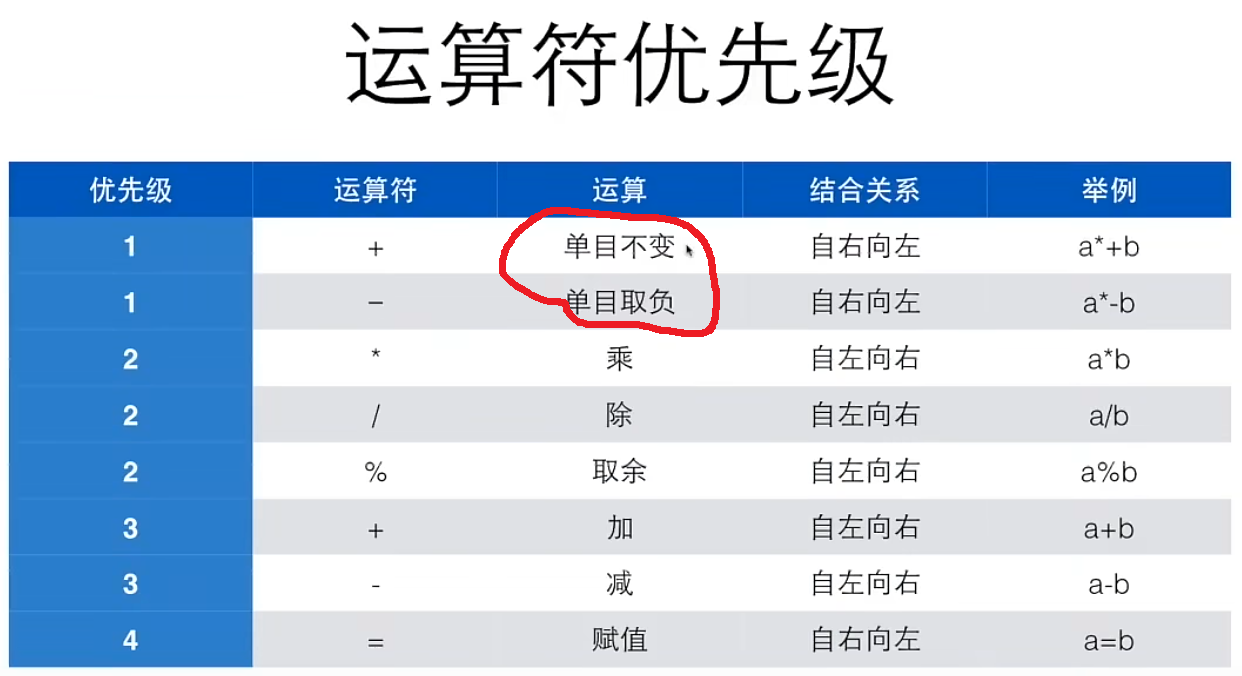 运算符优先级
优先级 运算符 运算 结合关系 举例
1 + 单目不变 自右向左 a*+b
1 − 单目取负 自右向左 a*-b
2 * 乘 自左向右 a*b
2 / 除 自左向右 a/b
2 % 取余 自左向右 a%b
3 + 加 自左向右 a+b
3 - 减 自左向右 a-b
4 = 赋值 自右向左 a=b